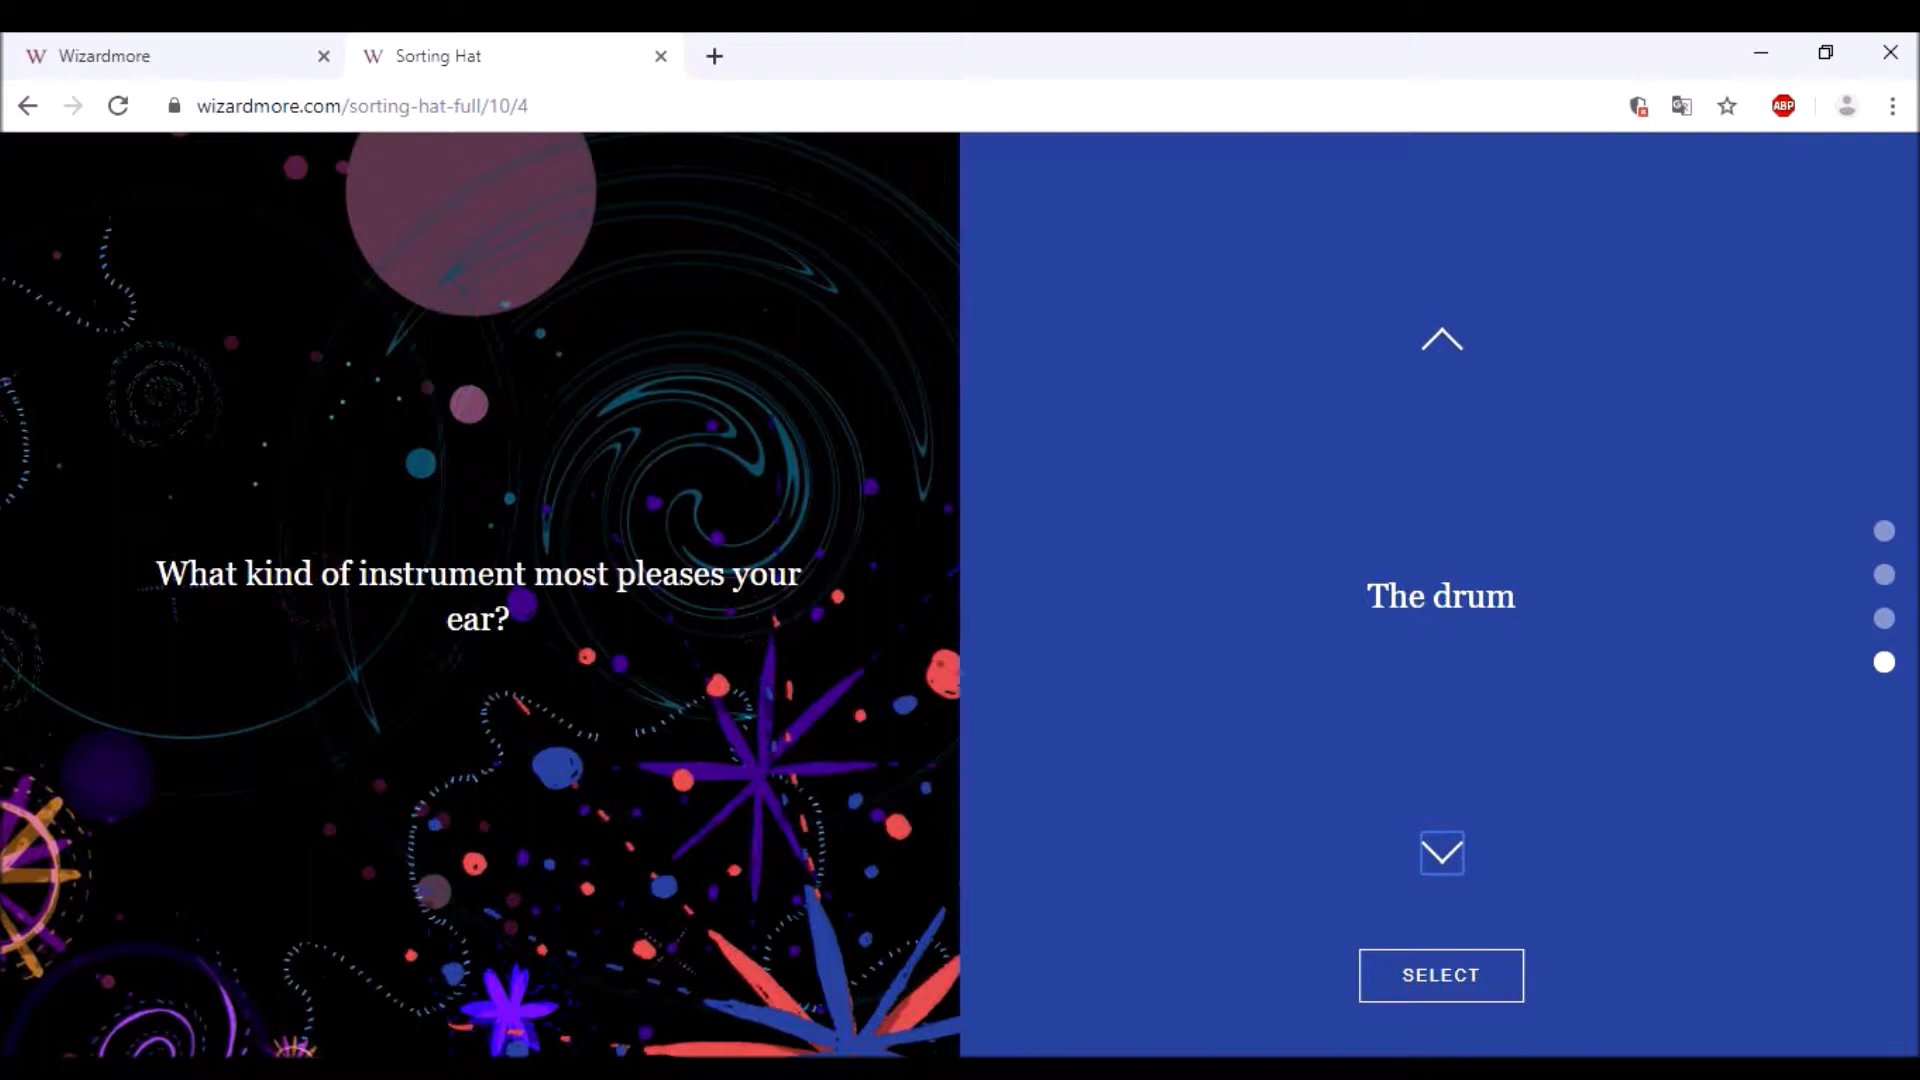 W Wizardmore
W Sorting Hat
wizardmore.com/sorting-hat-full/10/4
ABP
What kind of instrument most pleases your
ear?
The drum
SELECT